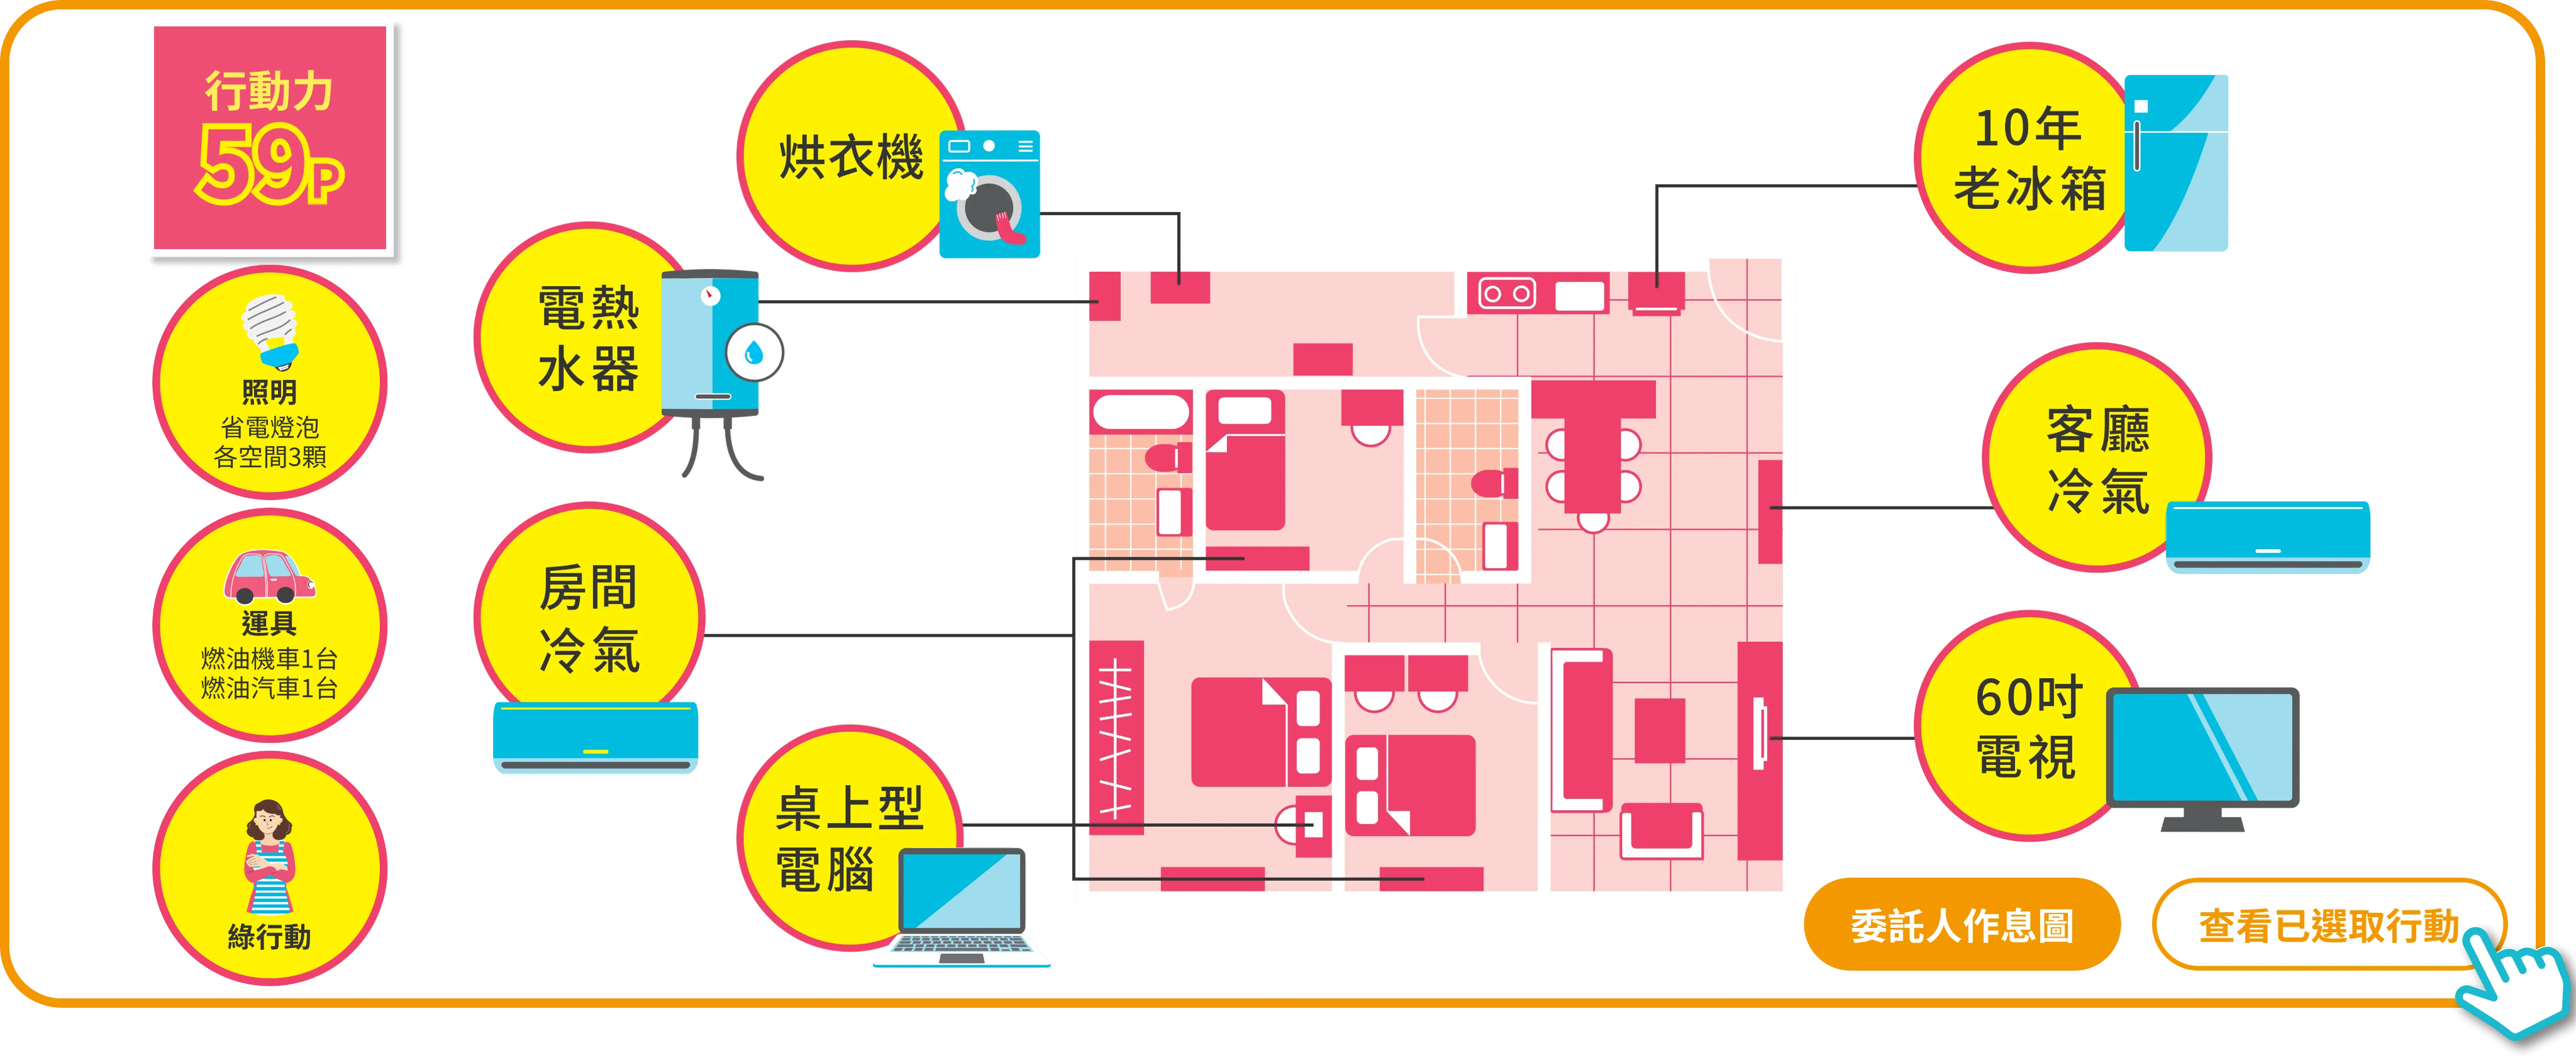 行動力
59P
照明
省電燈泡
各空間3顆
運具
燃油機車1台
燃油汽車1台
綠行動
烘衣機
電熱
水器
房間
冷氣
桌上型
電腦
10年
老冰箱
客廳
冷氣
60吋
電視
委託人作息圖
查看已選取行動